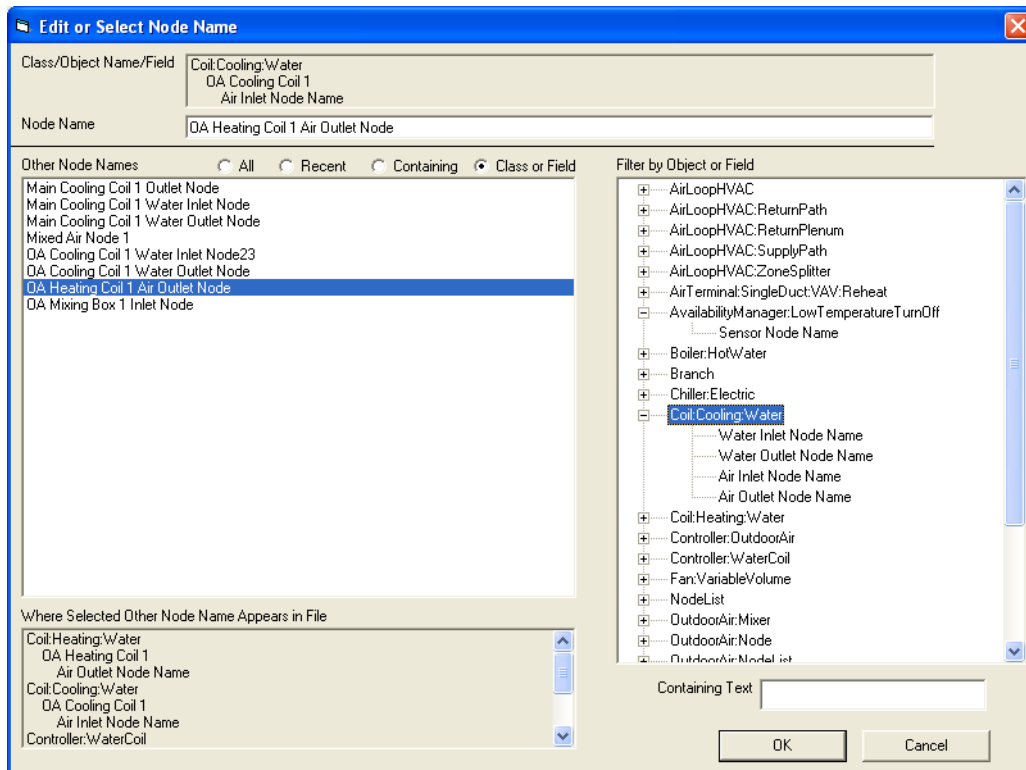 Edit or Select Node Name
Class/Object Name/Field
Coil:Cooling:Water
OA Cooling Coil 1
Air Inlet Node Name
Node Name
OA Heating Coil 1 Air Outlet Node
Other Node Names
All
Recent
Containing
Class or Field
Main Cooling Coil 1 Outlet Node
Main Cooling Coil 1 Water Inlet Node
Main Cooling Coil 1 Water Outlet Node
Mixed Air Node 1
OA Cooling Coil 1 Water Inlet Node23
OA Cooling Coil 1 Water Outlet Node
OA Heating Coil 1 Air Outlet Node
OA Mixing Box 1 Inlet Node
Where Selected Other Node Name Appears in File
Coil:Heating:Water
OA Heating Coil 1
Air Outlet Node Name
Coil:Cooling:Water
OA Cooling Coil 1
Air Inlet Node Name
Controller:WaterCoil
Filter by Object or Field
AirLoopHVAC
AirLoopHVAC:ReturnPath
AirLoopHVAC:ReturnPlenum
AirLoopHVAC:SupplyPath
AirLoopHVAC:ZoneSplitter
AirTerminal:SingleDuct:VAV:Reheat
AvailabilityManager:LowTemperatureTurnOff
Sensor Node Name
Boiler:HotWater
Branch
Chiller:Electric
Coil:Cooling:Water
Water Inlet Node Name
Water Outlet Node Name
Air Inlet Node Name
Air Outlet Node Name
Coil:Heating:Water
Controller:OutdoorAir
Controller:WaterCoil
Fan:VariableVolume
NodeList
OutdoorAir:Mixer
OutdoorAir:Node
OutdoorAir:NodeList
Containing Text
OK
Cancel